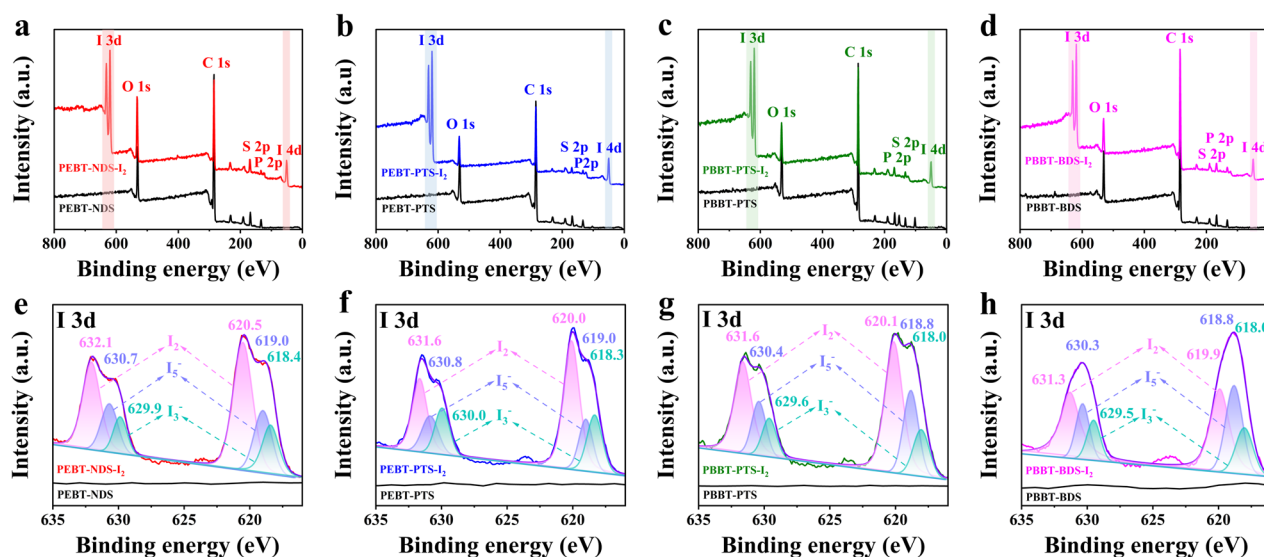 a
I 3d
O 1s
C 1s
S 2p
P 2p
I 4d
PEBT-NDS-I₂
PEBT-NDS
Intensity (a.u.)
800 600 400 200 0
Binding energy (eV)
b
I 3d
O 1s
C 1s
S 2p
P2p
I 4d
PEBT-PTS-I₂
PEBT-PTS
Intensity (a.u.)
800 600 400 200 0
Binding energy (eV)
c
I 3d
O 1s
C 1s
S 2p
P 2p
I 4d
PBBT-PTS-I₂
PBBT-PTS
Intensity (a.u.)
800 600 400 200 0
Binding energy (eV)
d
I 3d
O 1s
C 1s
P 2p
S 2p
I 4d
PBBT-BDS-I₂
PBBT-BDS
Intensity (a.u.)
800 600 400 200
Binding energy (eV)
e
I 3d
632.1
630.7
629.9
I₂
I₅⁻
I₃⁻
620.5
619.0
618.4
PEBT-NDS-I₂
PEBT-NDS
Intensity (a.u.)
635 630 625 620
Binding energy (eV)
f
I 3d
631.6
630.8
630.0
I₂
I₅⁻
I₃⁻
620.0
619.0
618.3
PEBT-PTS-I₂
PEBT-PTS
Intensity (a.u.)
635 630 625 620
Binding energy (eV)
g
I 3d
631.6
630.4
629.6
I₂
I₅⁻
I₃⁻
620.1
618.8
618.0
PBBT-PTS-I₂
PBBT-PTS
Intensity (a.u.)
635 630 625 620
Binding energy (eV)
h
I 3d
631.3
630.3
629.5
I₂
I₅⁻
I₃⁻
619.9
618.8
618.0
PBBT-BDS-I₂
PBBT-BDS
Intensity (a.u.)
635 630 625 620
Binding energy (eV)